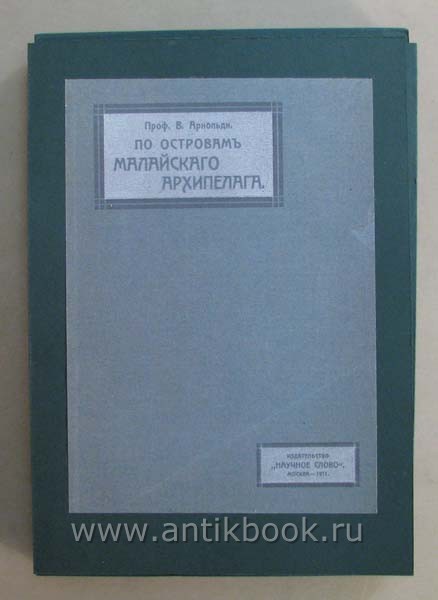 Проф. В. Арнольди.
ПО ОСТРОВАМЪ
МАЛАЙСКАГО
АРХИПЕЛАГА.
ИЗДАТЕЛЬСТВО
„НАУЧНОЕ СЛОВО“.
МОСКВА.—1911.
www.antikbook.ru